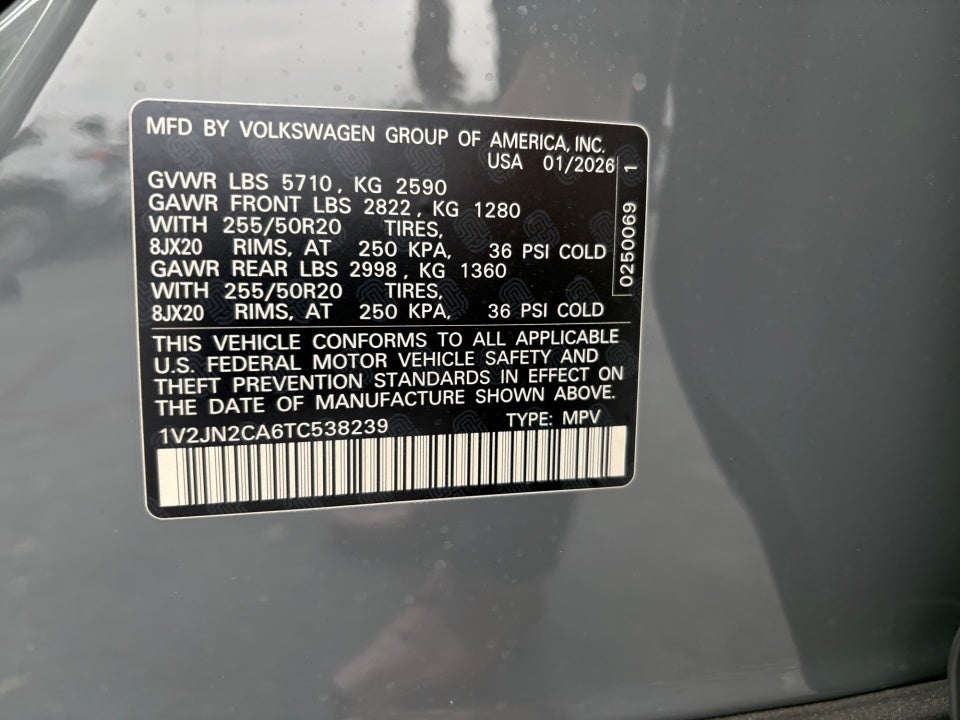 MFD BY VOLKSWAGEN GROUP OF AMERICA, INC.
USA 01/2026
GVWR LBS 5710, KG 2590
GAWR FRONT LBS 2822, KG 1280
WITH 255/50R20 TIRES,
8JX20 RIMS, AT 250 KPA, 36 PSI COLD
GAWR REAR LBS 2998, KG 1360
WITH 255/50R20 TIRES,
8JX20 RIMS, AT 250 KPA, 36 PSI COLD
0250069 1
THIS VEHICLE CONFORMS TO ALL APPLICABLE
U.S. FEDERAL MOTOR VEHICLE SAFETY AND
THEFT PREVENTION STANDARDS IN EFFECT ON
THE DATE OF MANUFACTURE SHOWN ABOVE.
1V2JN2CA6TC538239 TYPE: MPV